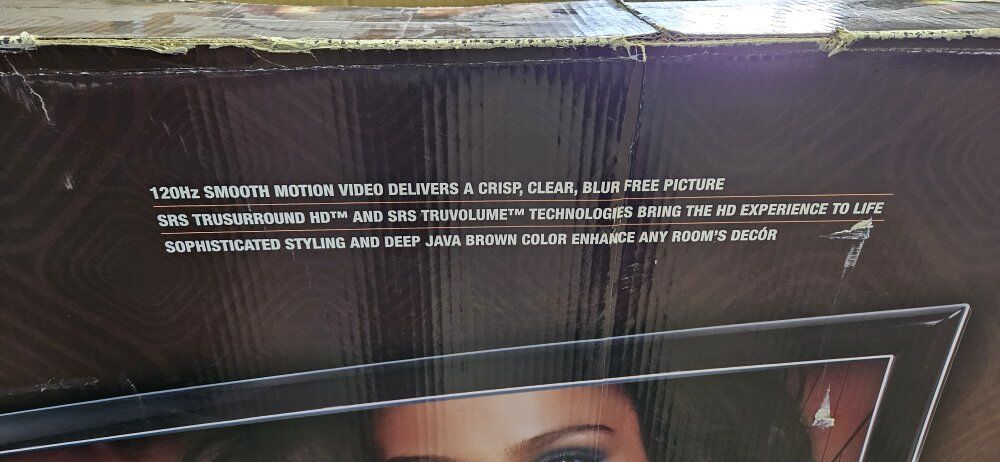 120Hz SMOOTH MOTION VIDEO DELIVERS A CRISP, CLEAR, BLUR FREE PICTURE
SRS TRUSURROUND HD™ AND SRS TRUVOLUME™ TECHNOLOGIES BRING THE HD EXPERIENCE TO LIFE
SOPHISTICATED STYLING AND DEEP JAVA BROWN COLOR ENHANCE ANY ROOM'S DECÓR